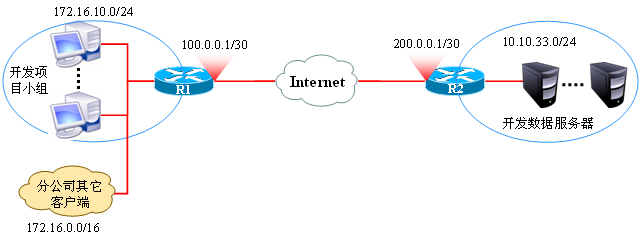 172.16.10.0/24
100.0.0.1/30
200.0.0.1/30
10.10.33.0/24
开发项
目小组
R1
Internet
R2
开发数据服务器
分公司其它
客户端
172.16.0.0/16